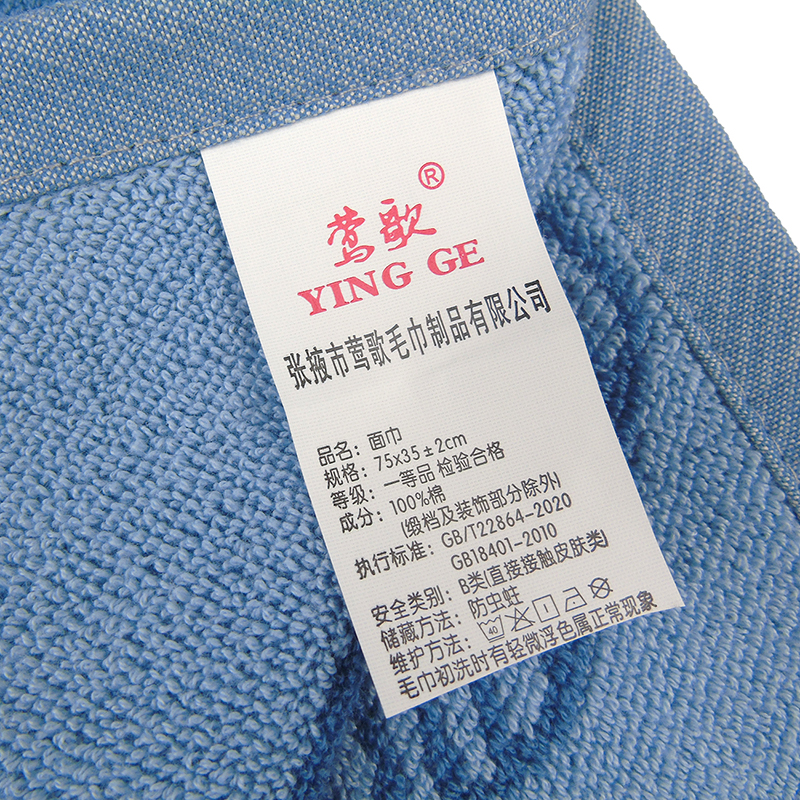 ®
莺歌
YING GE
张掖市莺歌毛巾制品有限公司
品名：面巾
规格：75x35±2cm
等级：一等品 检验合格
成分：100%棉
(缎档及装饰部分除外)
执行标准：GB/T22864-2020
GB18401-2010
安全类别：B类(直接接触皮肤类)
储藏方法：防虫蛀
维护方法：40
毛巾初洗时有轻微浮色属正常现象